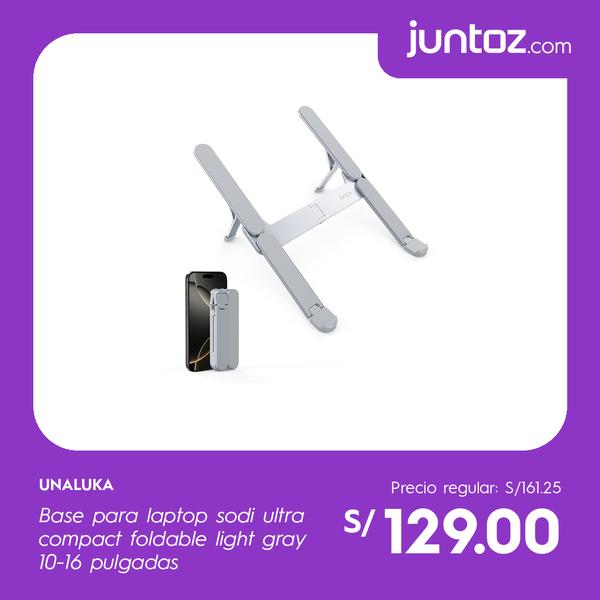 juntoz.com
UNALUKA
Base para laptop sodi ultra
compact foldable light gray
10-16 pulgadas
Precio regular: S/161.25
S/129.00